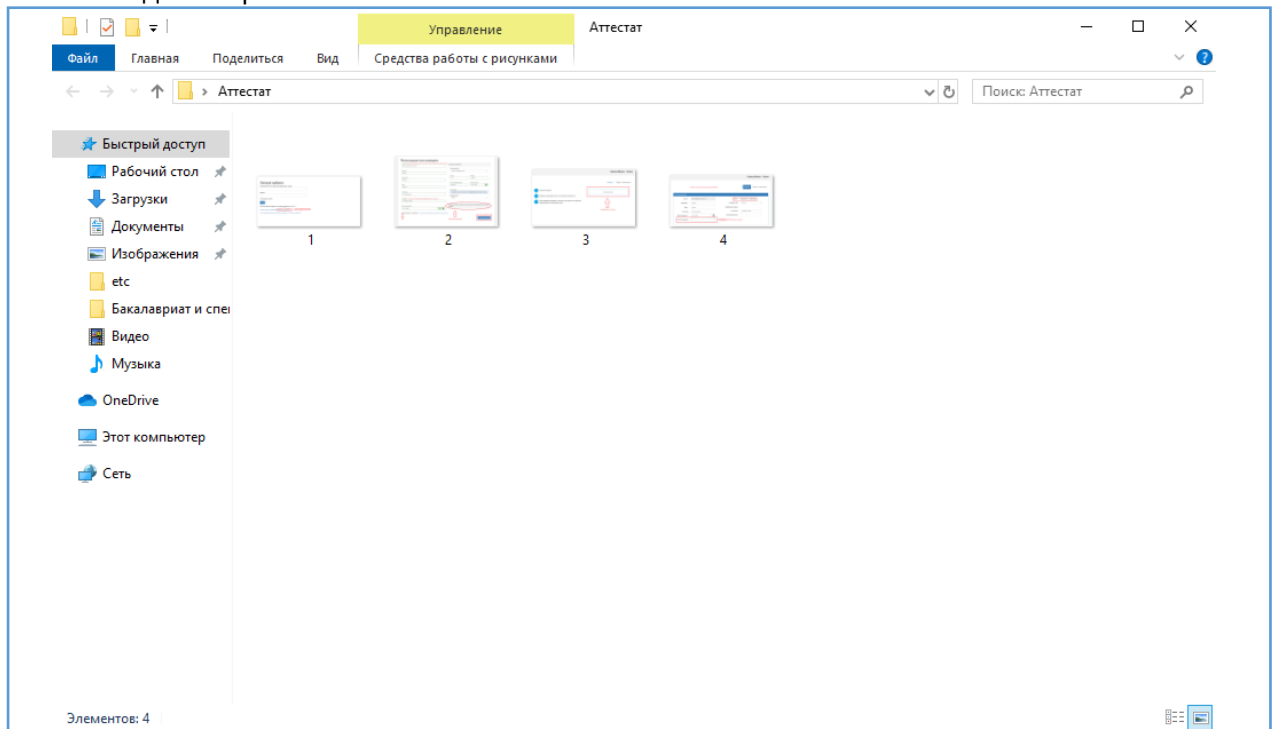 Управление
Аттестат
Файл
Главная
Поделиться
Вид
Средства работы с рисунками
Аттестат
Поиск: Аттестат
Быстрый доступ
Рабочий стол
Загрузки
Документы
Изображения
etc
Бакалавриат и спе
Видео
Музыка
OneDrive
Этот компьютер
Сеть
1
2
3
4
Элементов: 4